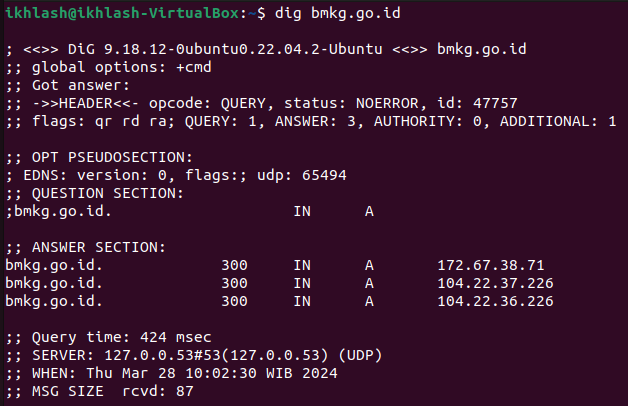 ikhlash@ikhlash-VirtualBox:~$ dig bmkg.go.id
; <<>> DiG 9.18.12-0ubuntu0.22.04.2-Ubuntu <<>> bmkg.go.id
;; global options: +cmd
;; Got answer:
;; ->>HEADER<<- opcode: QUERY, status: NOERROR, id: 47757
;; flags: qr rd ra; QUERY: 1, ANSWER: 3, AUTHORITY: 0, ADDITIONAL: 1
;; OPT PSEUDOSECTION:
; EDNS: version: 0, flags:; udp: 65494
;; QUESTION SECTION:
;bmkg.go.id. IN A
;; ANSWER SECTION:
bmkg.go.id. 300 IN A 172.67.38.71
bmkg.go.id. 300 IN A 104.22.37.226
bmkg.go.id. 300 IN A 104.22.36.226
;; Query time: 424 msec
;; SERVER: 127.0.0.53#53(127.0.0.53) (UDP)
;; WHEN: Thu Mar 28 10:02:30 WIB 2024
;; MSG SIZE rcvd: 87